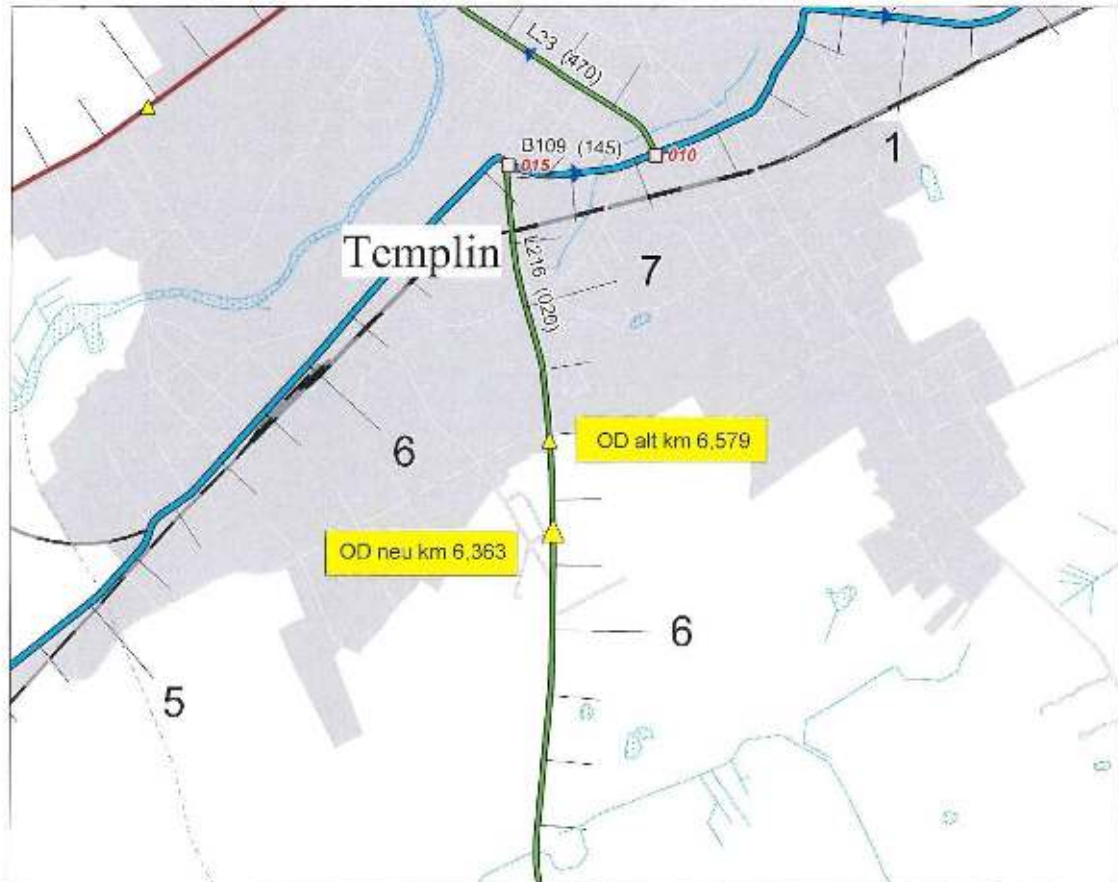 L23 (470)
1
B109 (145)
015
010
Templin
L216 (020)
7
6
OD alt km 6,579
OD neu km 6,363
6
5